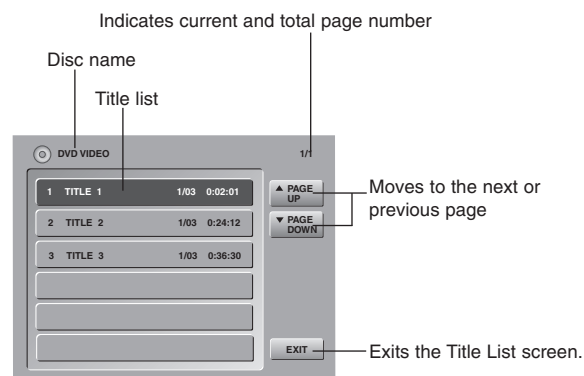 Indicates current and total page number
Disc name
Title list
DVD VIDEO 1/1
1 TITLE 1 1/03 0:02:01
2 TITLE 2 1/03 0:24:12
3 TITLE 3 1/03 0:36:30
▲ PAGE
UP
▼ PAGE
DOWN
Moves to the next or
previous page
EXIT
Exits the Title List screen.